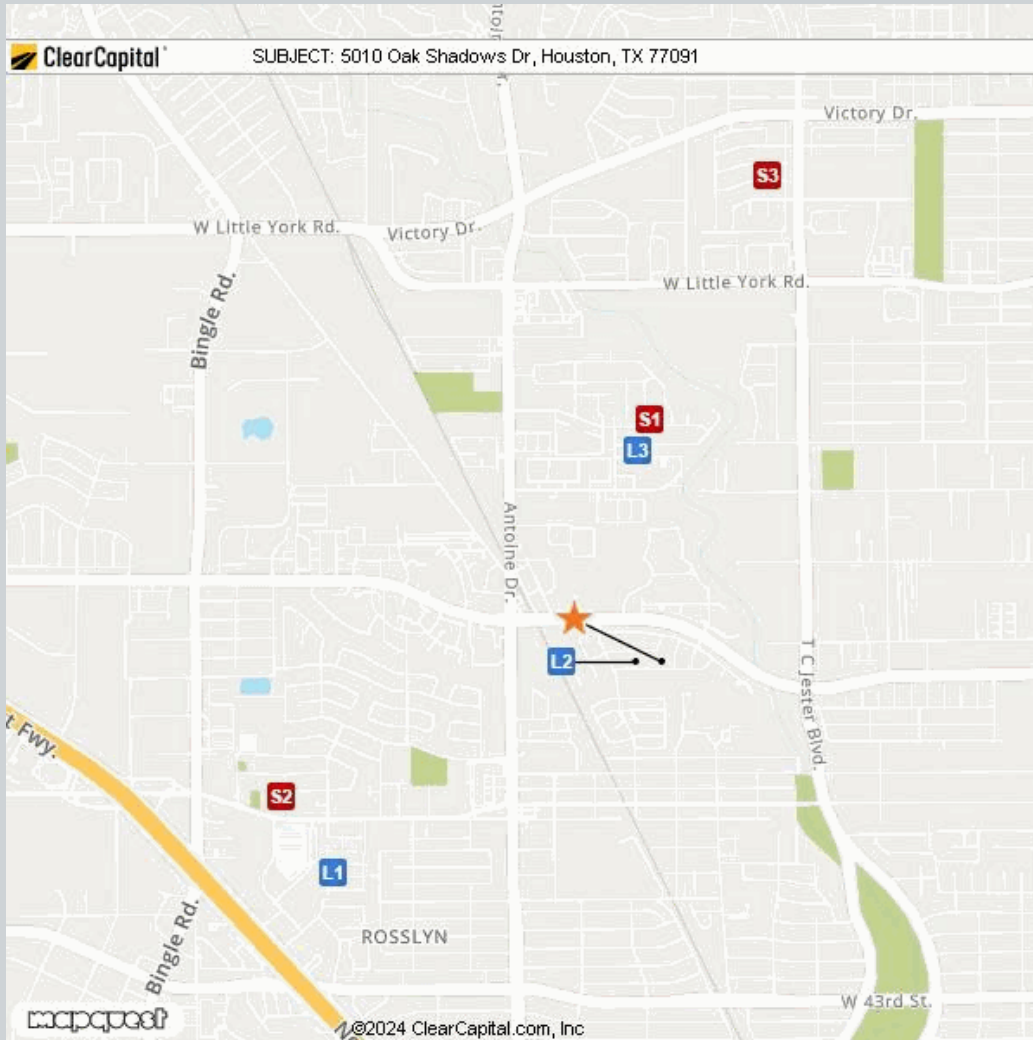 ClearCapital
SUBJECT: 5010 Oak Shadows Dr, Houston, TX 77091
Victory Dr.
S3
W Little York Rd.
Victory Dr.
W Little York Rd.
Bingle Rd.
S1
L3
Antoine Dr.
L2
T C Jester Blvd.
t Fwy.
S2
L1
ROSSLYN
Bingle Rd.
W 43rd St.
mapquest
©2024 ClearCapital.com, Inc